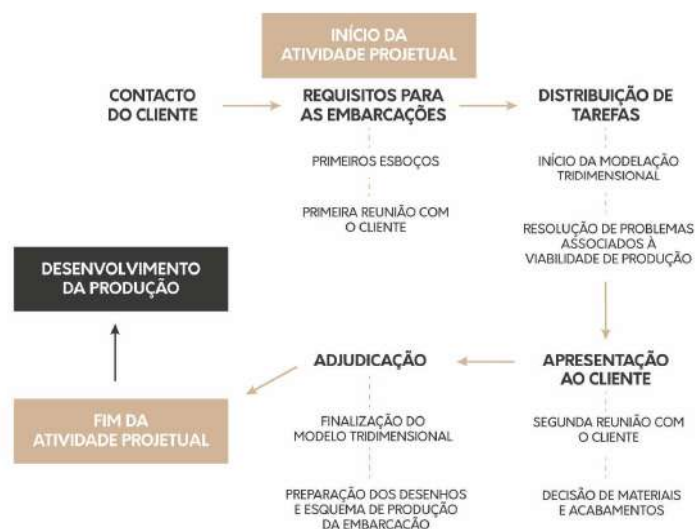 INÍCIO DA
ATIVIDADE PROJETUAL
CONTACTO
DO CLIENTE
REQUISITOS PARA
AS EMBARCAÇÕES
DISTRIBUIÇÃO DE
TAREFAS
PRIMEIROS ESBOÇOS
PRIMEIRA REUNIÃO COM
O CLIENTE
INÍCIO DA MODELAÇÃO
TRIDIMENSIONAL
RESOLUÇÃO DE PROBLEMAS
ASSOCIADOS À
VIABILIDADE DE PRODUÇÃO
APRESENTAÇÃO
AO CLIENTE
SEGUNDA REUNIÃO COM
O CLIENTE
DECISÃO DE MATERIAIS
E ACABAMENTOS
ADJUDICAÇÃO
FINALIZAÇÃO DO
MODELO TRIDIMENSIONAL
PREPARAÇÃO DOS DESENHOS
E ESQUEMA DE PRODUÇÃO
DA EMBARCAÇÃO
FIM DA
ATIVIDADE PROJETUAL
DESENVOLVIMENTO
DA PRODUÇÃO